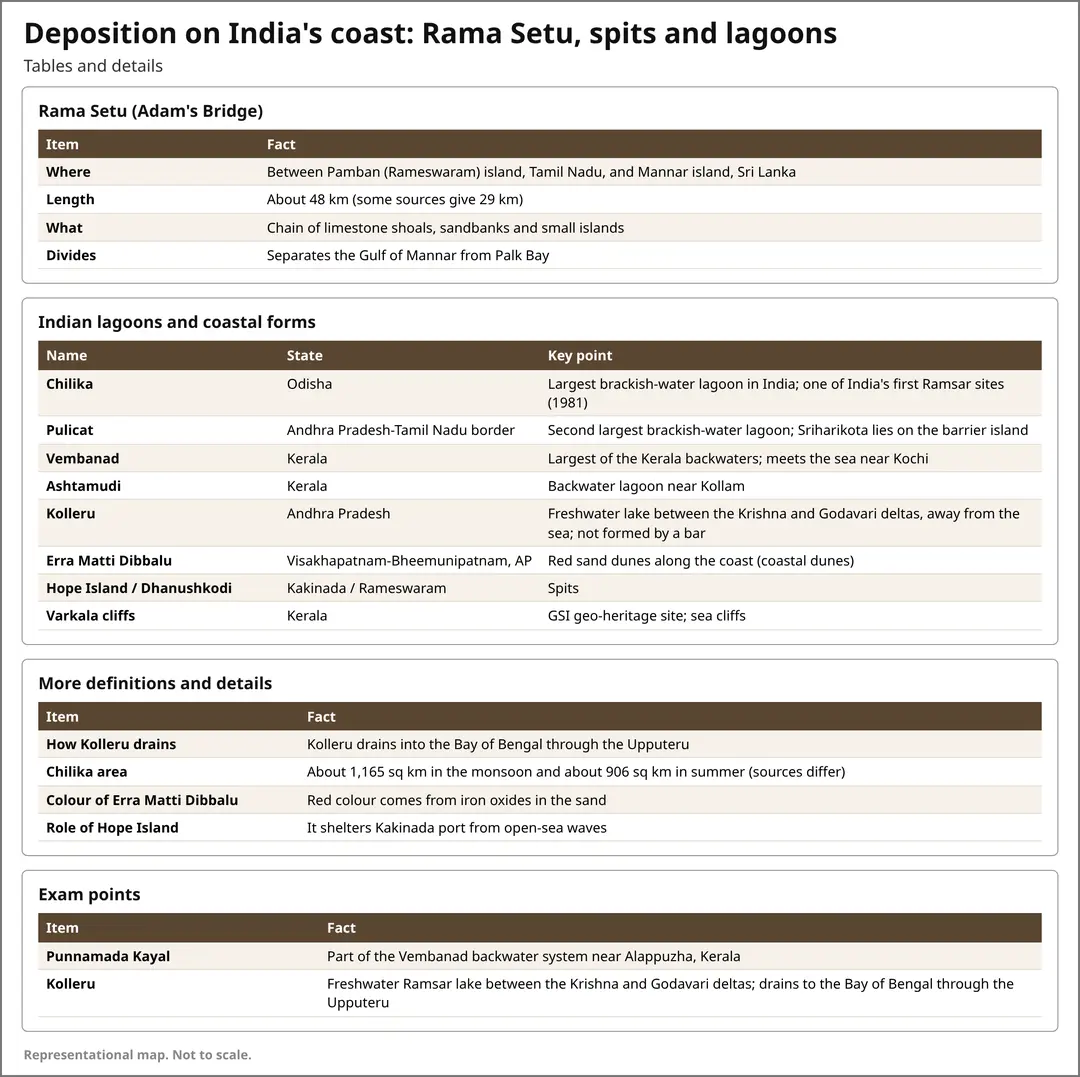 Deposition on India's coast: Rama Setu, spits and lagoons
Tables and details
Rama Setu (Adam's Bridge)
Item Fact
Where Between Pamban (Rameswaram) island, Tamil Nadu, and Mannar island, Sri Lanka
Length About 48 km (some sources give 29 km)
What Chain of limestone shoals, sandbanks and small islands
Divides Separates the Gulf of Mannar from Palk Bay
Indian lagoons and coastal forms
Name State Key point
Chilika Odisha Largest brackish-water lagoon in India; one of India's first Ramsar sites
(1981)
Pulicat Andhra Pradesh-Tamil Nadu border Second largest brackish-water lagoon; Sriharikota lies on the barrier island
Vembanad Kerala Largest of the Kerala backwaters; meets the sea near Kochi
Ashtamudi Kerala Backwater lagoon near Kollam
Kolleru Andhra Pradesh Freshwater lake between the Krishna and Godavari deltas, away from the
sea; not formed by a bar
Erra Matti Dibbalu Visakhapatnam-Bheemunipatnam, AP Red sand dunes along the coast (coastal dunes)
Hope Island / Dhanushkodi Kakinada / Rameswaram Spits
Varkala cliffs Kerala GSI geo-heritage site; sea cliffs
More definitions and details
Item Fact
How Kolleru drains Kolleru drains into the Bay of Bengal through the Upputeru
Chilika area About 1,165 sq km in the monsoon and about 906 sq km in summer (sources differ)
Colour of Erra Matti Dibbalu Red colour comes from iron oxides in the sand
Role of Hope Island It shelters Kakinada port from open-sea waves
Exam points
Item Fact
Punnamada Kayal Part of the Vembanad backwater system near Alappuzha, Kerala
Kolleru Freshwater Ramsar lake between the Krishna and Godavari deltas; drains to the Bay of Bengal through the
Upputeru
Representational map. Not to scale.